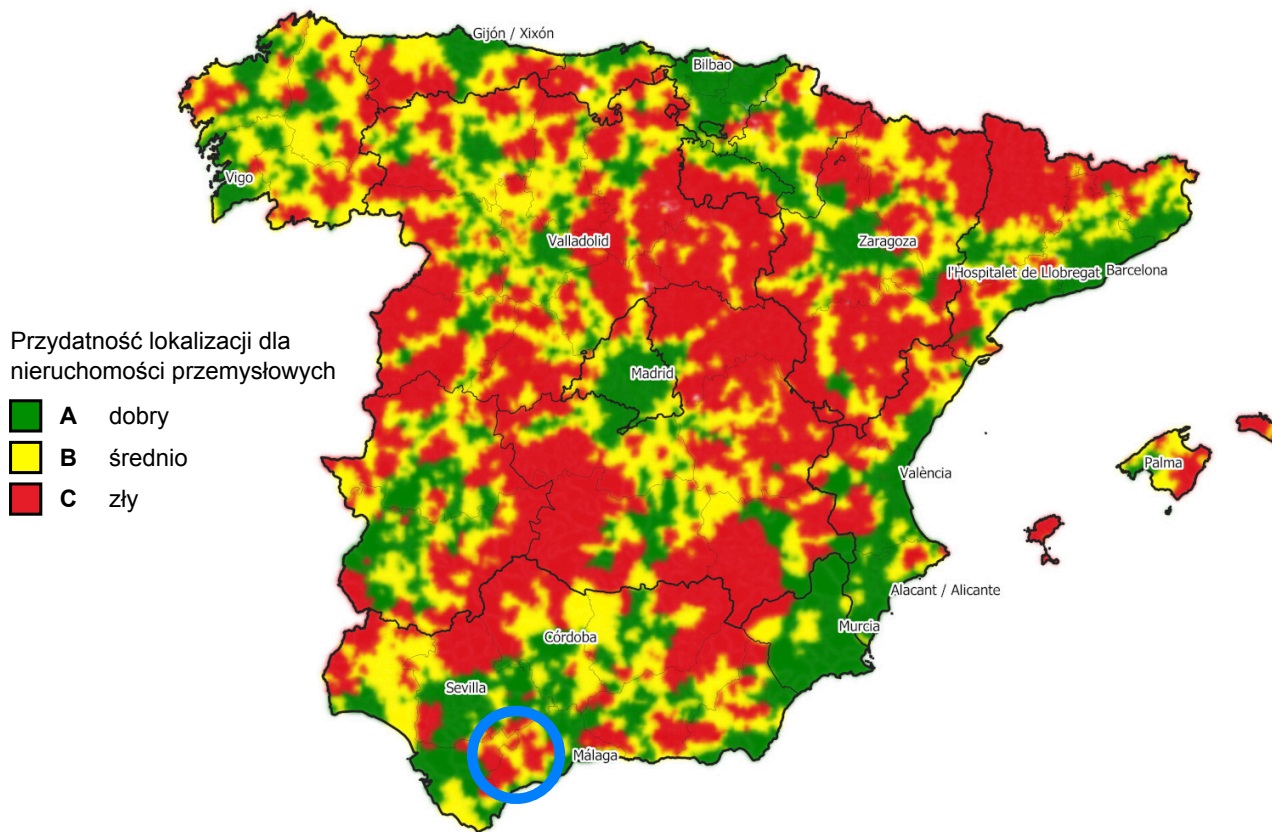 Gijón / Xixón
Bilbao
Vigo
Valladolid
Zaragoza
l'Hospitalet de Llobregat
Barcelona
Przydatność lokalizacji dla
nieruchomości przemysłowych
A dobry
B średnio
C zły
Madrid
Palma
València
Alacant / Alicante
Murcia
Córdoba
Sevilla
Málaga